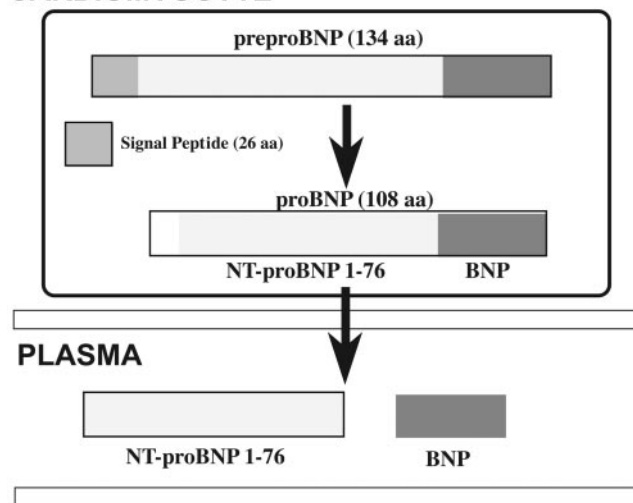 preproBNP (134 aa)
Signal Peptide (26 aa)
proBNP (108 aa)
NT-proBNP 1-76 BNP
PLASMA
NT-proBNP 1-76 BNP